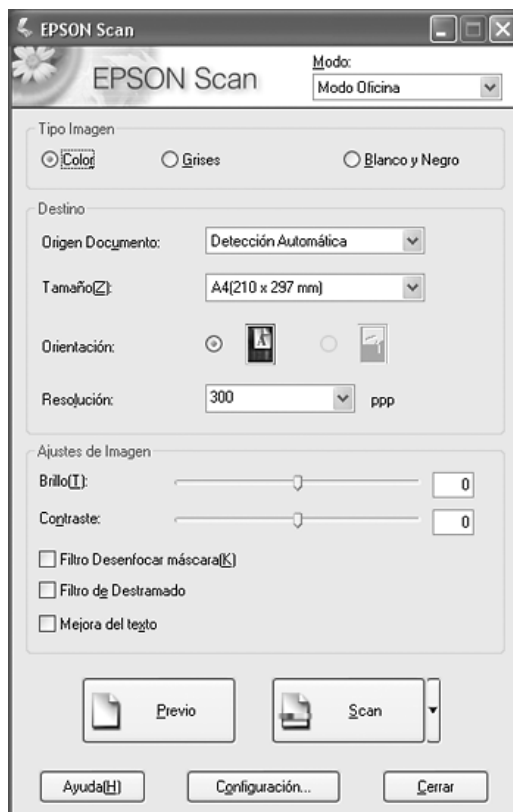 EPSON Scan
EPSON Scan
Modo:
Modo Oficina
Tipo Imagen
Color
Grises
Blanco y Negro
Destino
Origen Documento:
Detección Automática
Tamaño(Z):
A4(210 x 297 mm)
Orientación:
Resolución:
300
ppp
Ajustes de Imagen
Brillo(T):
0
Contraste:
0
Filtro Desenfocar máscara(K)
Filtro de Destramado
Mejora del texto
Previo
Scan
Ayuda(H)
Configuración...
Cerrar